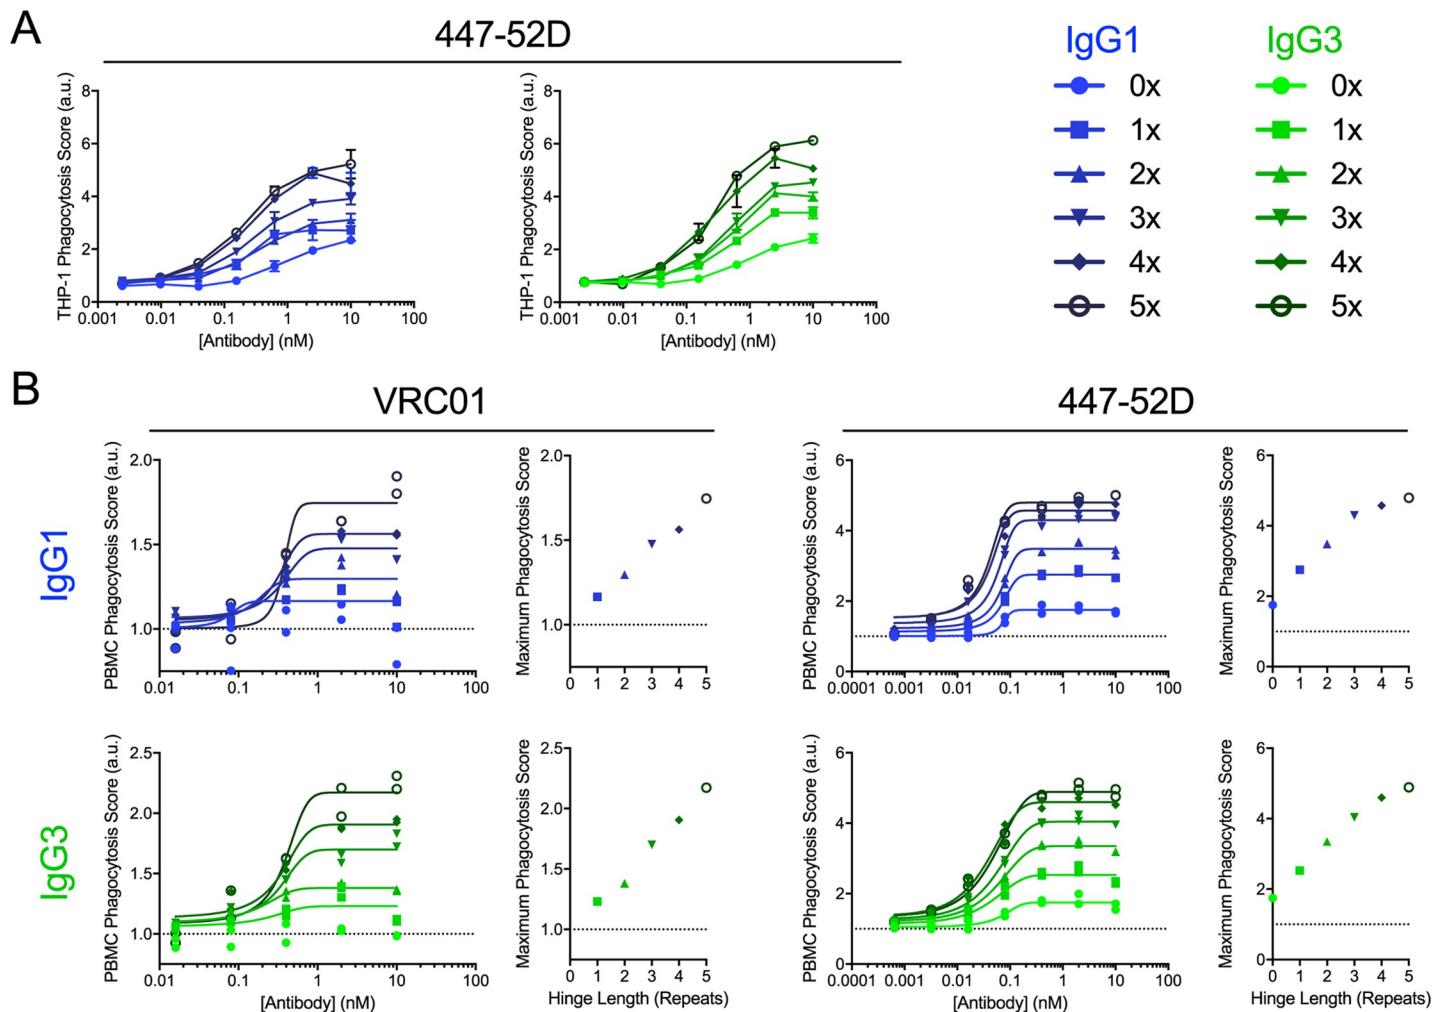 A
447-52D
THP-1 Phagocytosis Score (a.u.)
8
6
4
2
0
0.001 0.01 0.1 1 10 100
[Antibody] (nM)
THP-1 Phagocytosis Score (a.u.)
8
6
4
2
0
0.001 0.01 0.1 1 10 100
[Antibody] (nM)
IgG1 IgG3
0x 0x
1x 1x
2x 2x
3x 3x
4x 4x
5x 5x
B
VRC01
447-52D
IgG1
PBMC Phagocytosis Score (a.u.)
2.0
1.5
1.0
0.01 0.1 1 10 100
Maximum Phagocytosis Score
2.0
1.5
1.0
0 1 2 3 4 5
PBMC Phagocytosis Score (a.u.)
6
4
2
0
0.0001 0.001 0.01 0.1 1 10 100
Maximum Phagocytosis Score
6
4
2
0
0 1 2 3 4 5
IgG3
PBMC Phagocytosis Score (a.u.)
2.5
2.0
1.5
1.0
0.01 0.1 1 10 100
[Antibody] (nM)
Maximum Phagocytosis Score
2.5
2.0
1.5
1.0
0 1 2 3 4 5
Hinge Length (Repeats)
PBMC Phagocytosis Score (a.u.)
6
4
2
0
0.0001 0.001 0.01 0.1 1 10 100
[Antibody] (nM)
Maximum Phagocytosis Score
6
4
2
0
0 1 2 3 4 5
Hinge Length (Repeats)